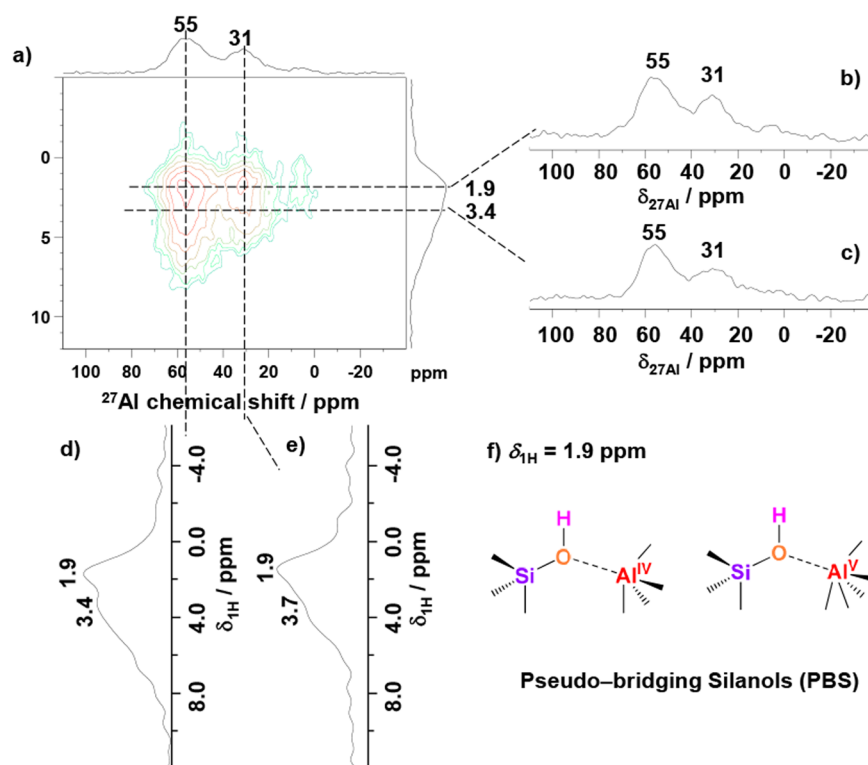 a)
55
31
0
5
10
1.9
3.4
100 80 60 40 20 0 -20 ppm
²⁷Al chemical shift / ppm
b)
55
31
100 80 60 40 20 0 -20
δ27Al / ppm
c)
55
31
100 80 60 40 20 0 -20
δ27Al / ppm
d)
1.9
3.4
-4.0
0.0
4.0
8.0
δ1H / ppm
e)
1.9
3.7
-4.0
0.0
4.0
8.0
δ1H / ppm
f) δ1H = 1.9 ppm
H
O
Si
AlIV
H
O
Si
AlV
Pseudo–bridging Silanols (PBS)